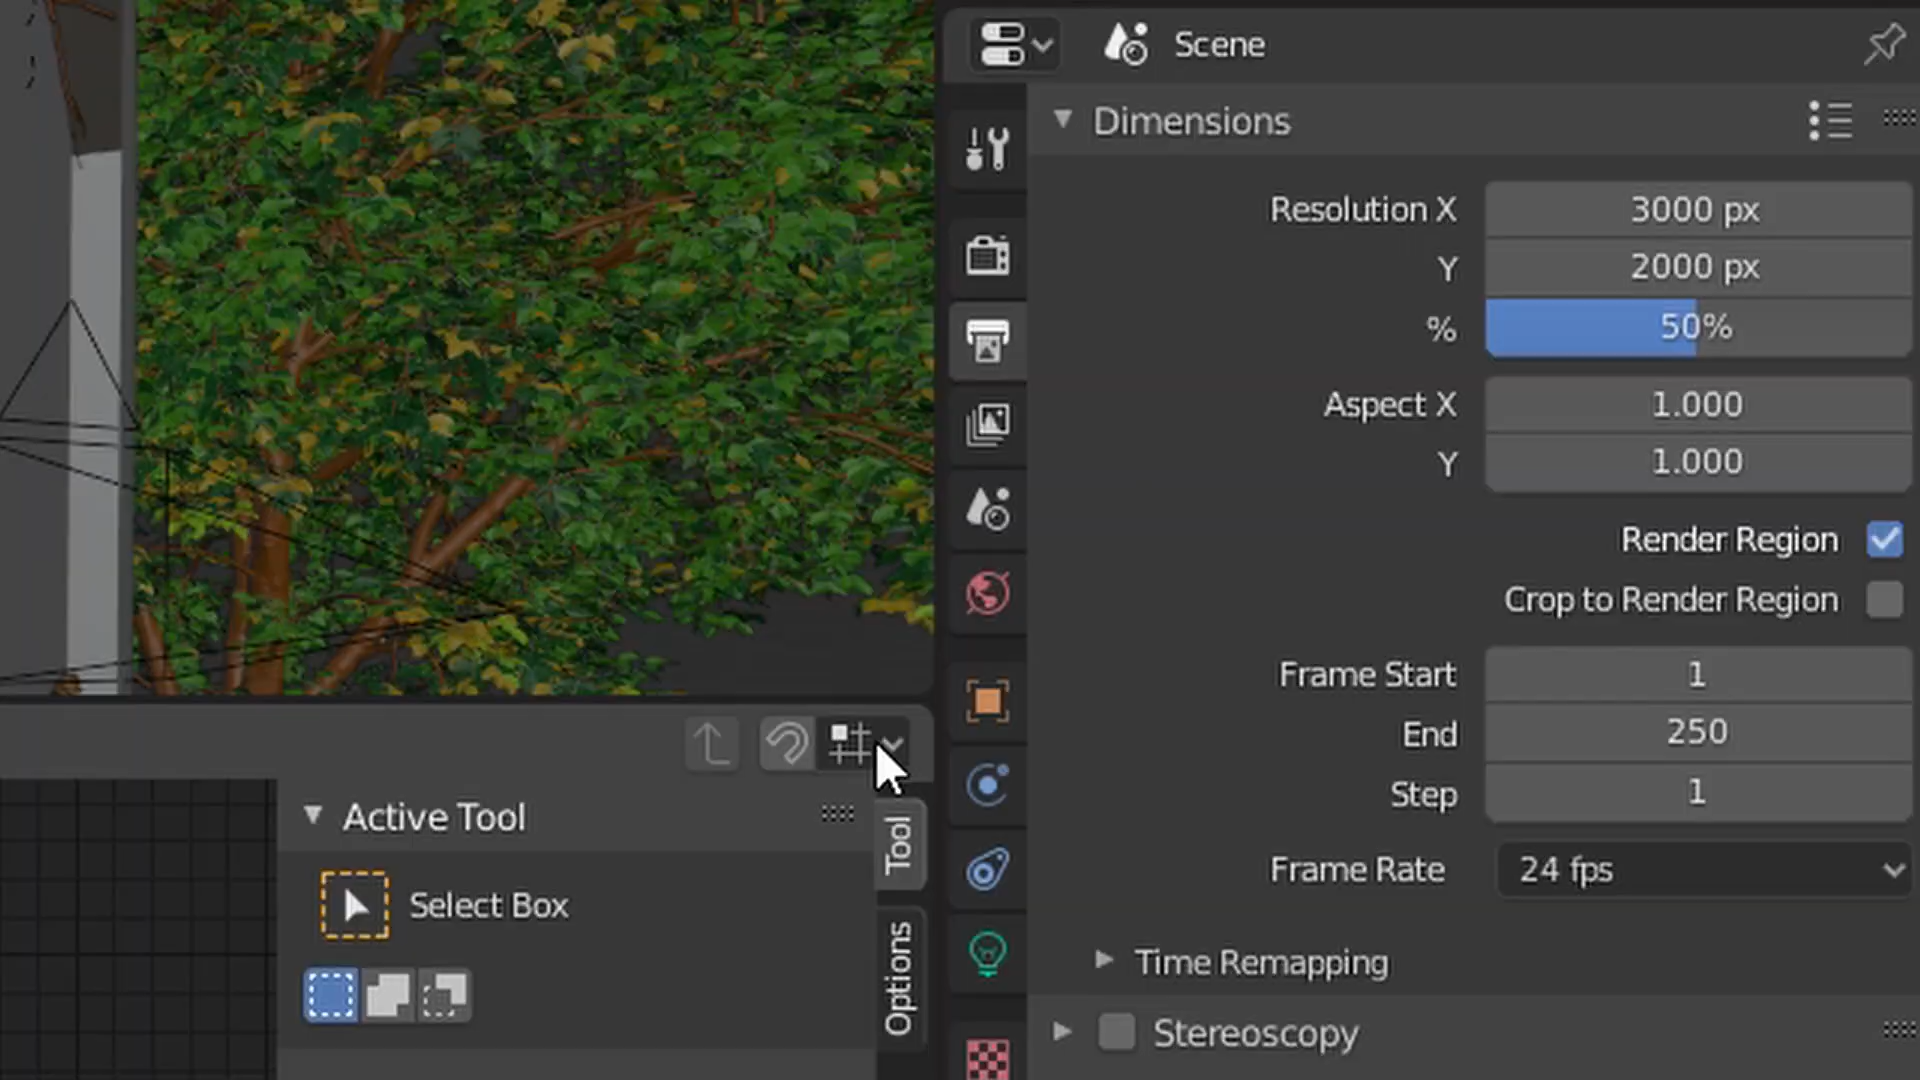 Scene
Dimensions
Resolution X 3000 px
Y 2000 px
% 50%
Aspect X 1.000
Y 1.000
Render Region
Crop to Render Region
Frame Start 1
End 250
Step 1
Frame Rate 24 fps
Time Remapping
Stereoscopy
Active Tool
Select Box
Tool
Options